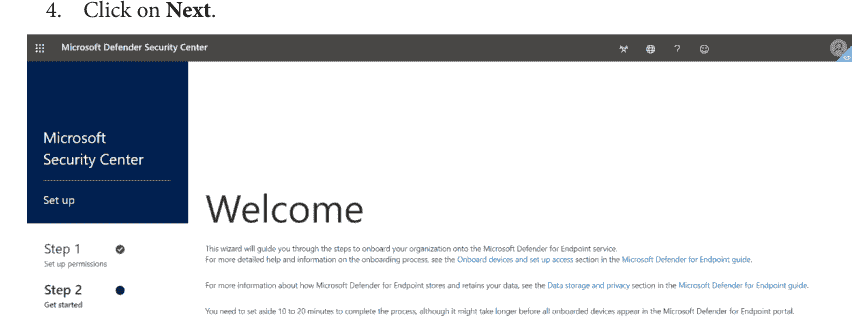 4. Click on Next.
Microsoft Defender Security Center
?
Microsoft
Security Center
Set up
Welcome
Step 1
Set up permissions
Step 2
Get started
This wizard will guide you through the steps to onboard your organization onto the Microsoft Defender for Endpoint service.
For more detailed help and information on the onboarding process, see the Onboard devices and set up access section in the Microsoft Defender for Endpoint guide.
For more information about how Microsoft Defender for Endpoint stores and retains your data, see the Data storage and privacy section in the Microsoft Defender for Endpoint guide.
You need to set aside 10 to 20 minutes to complete the process, although it might take longer before all onboarded devices appear in the Microsoft Defender for Endpoint portal.